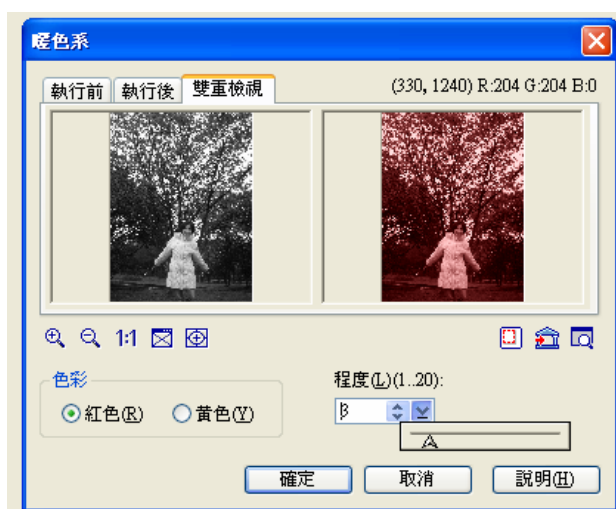 暖色系
執行前 執行後 雙重檢視 (330, 1240) R:204 G:204 B:0
1:1
色彩 程度(L)(1..20):
紅色(R) 黃色(Y)
確定 取消 說明(H)